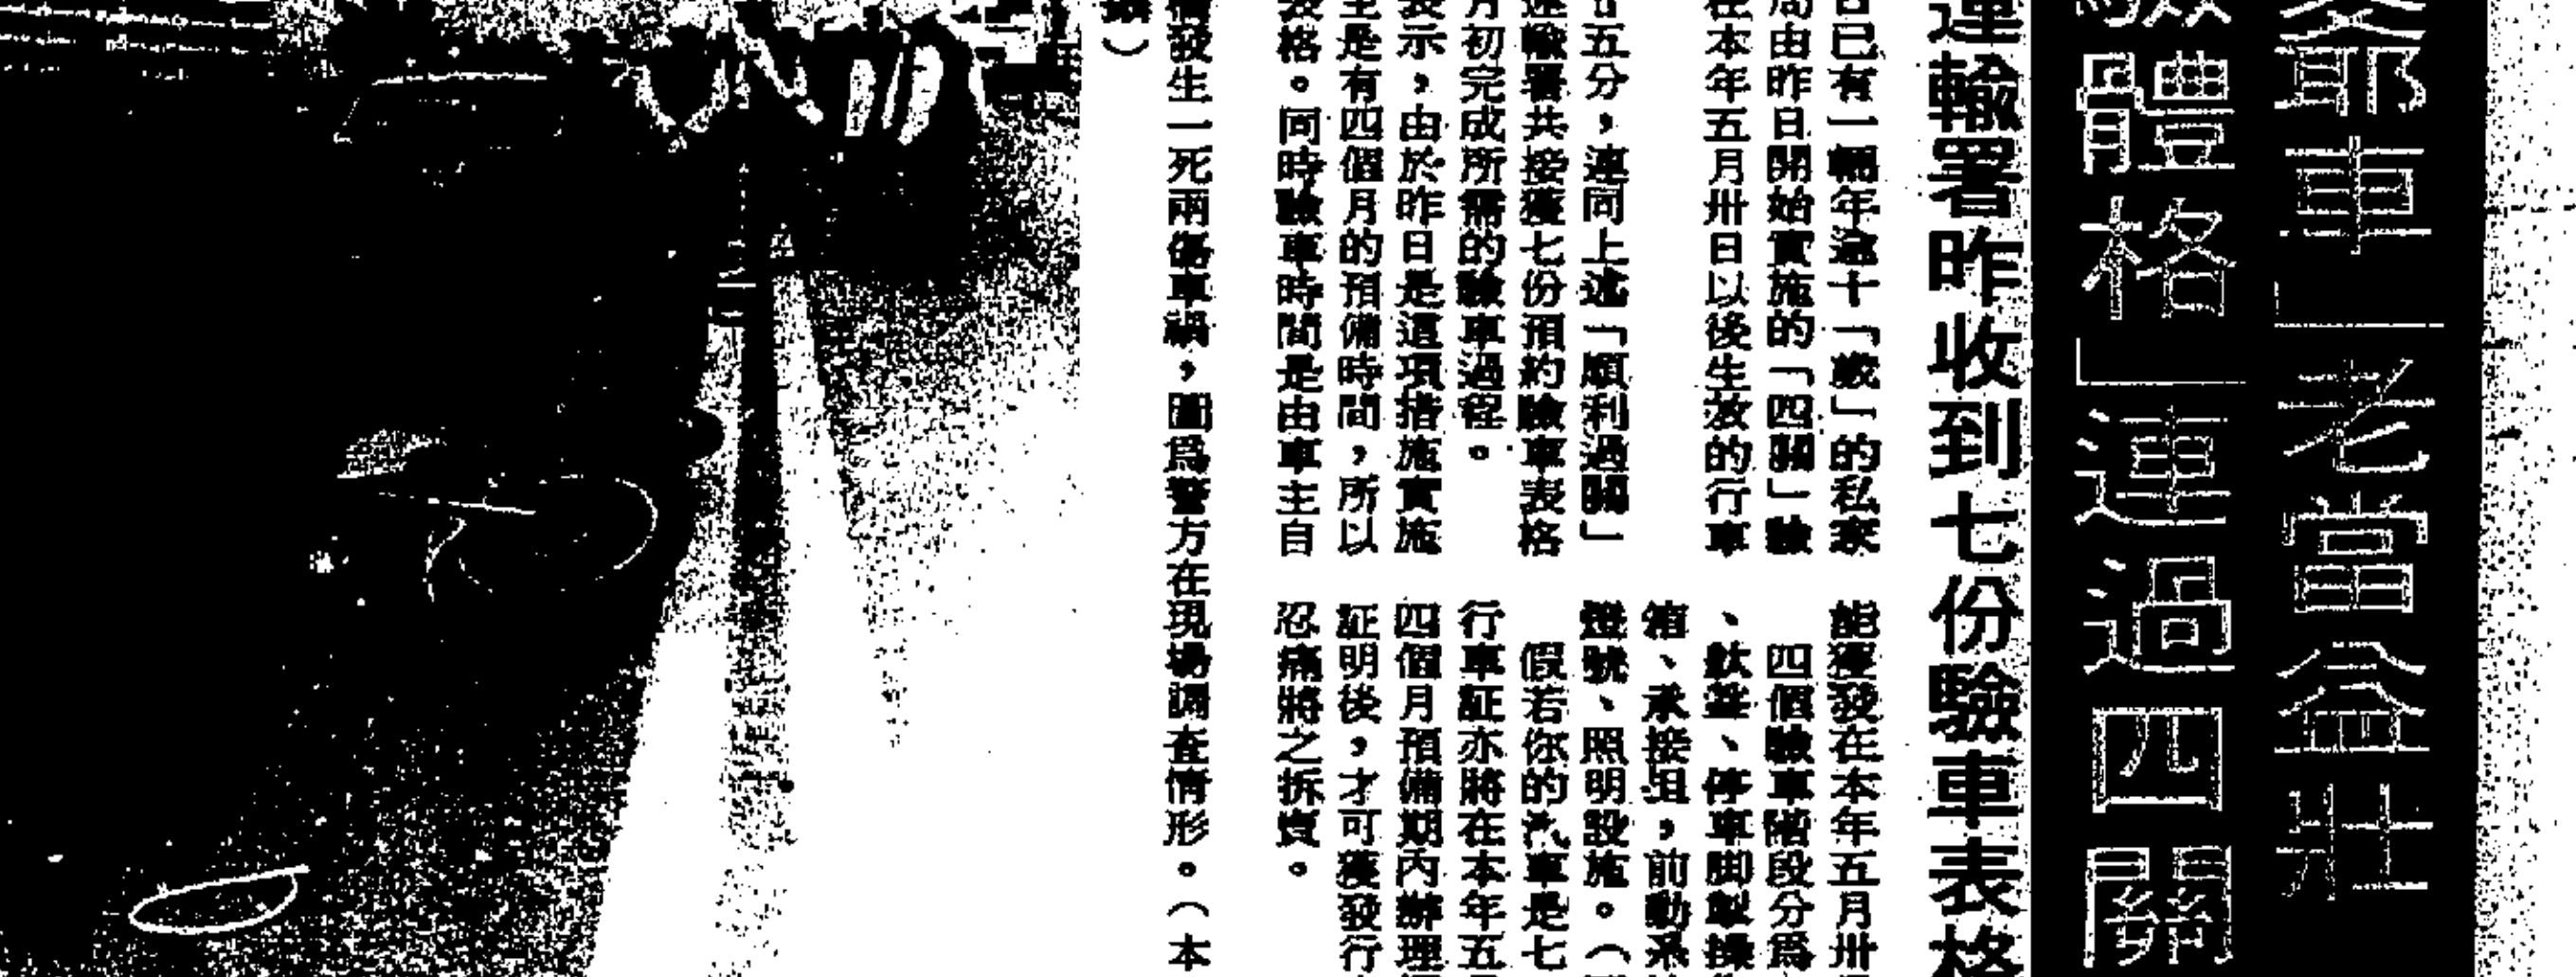 爺車「老當益壯
驗體格」連過四關
運輸署昨收到七份驗車表格
日已有一輛年逾十「歲」的私家
局由昨日開始實施的「四關」驗
在本年五月卅日以後生效的行車
廿五分，連同上述「順利過關」
運輸署共接獲七份預約驗車表格
月初完成所需的驗車過程。
表示，由於昨日是這項措施實施
主是有四個月的預備時間，所以
表格。同時驗車時間是由車主自
能獲發在本年五月卅
四個驗車階段分為
、軚盤、停車脚掣操
箱、承接阻，前動系
燈號、照明設施。（
假若你的汽車是七
行車証亦將在本年五
四個月預備期內辦理
証明後，才可獲發行
忍痛將之拆賣。
發生一死兩傷車禍，圖為警方在現場調查情形。（本
攝）